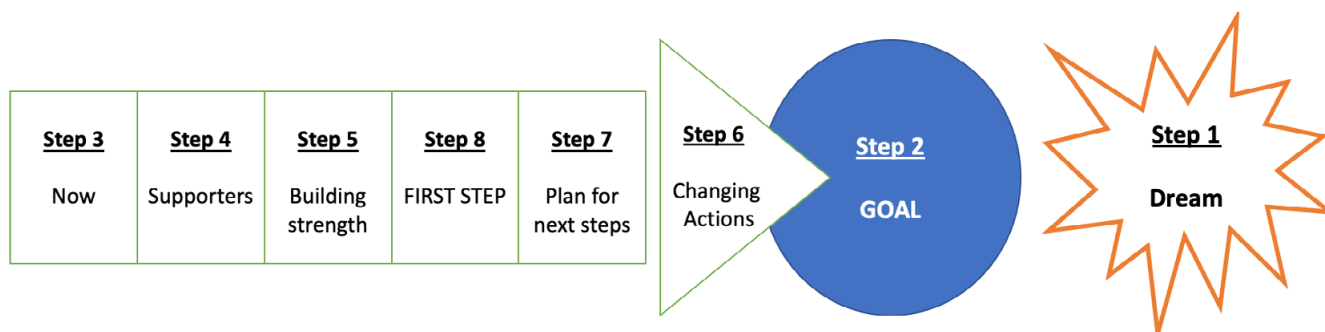 Step 3
Now
Step 4
Supporters
Step 5
Building
strength
Step 8
FIRST STEP
Step 7
Plan for
next steps
Step 6
Changing
Actions
Step 2
GOAL
Step 1
Dream